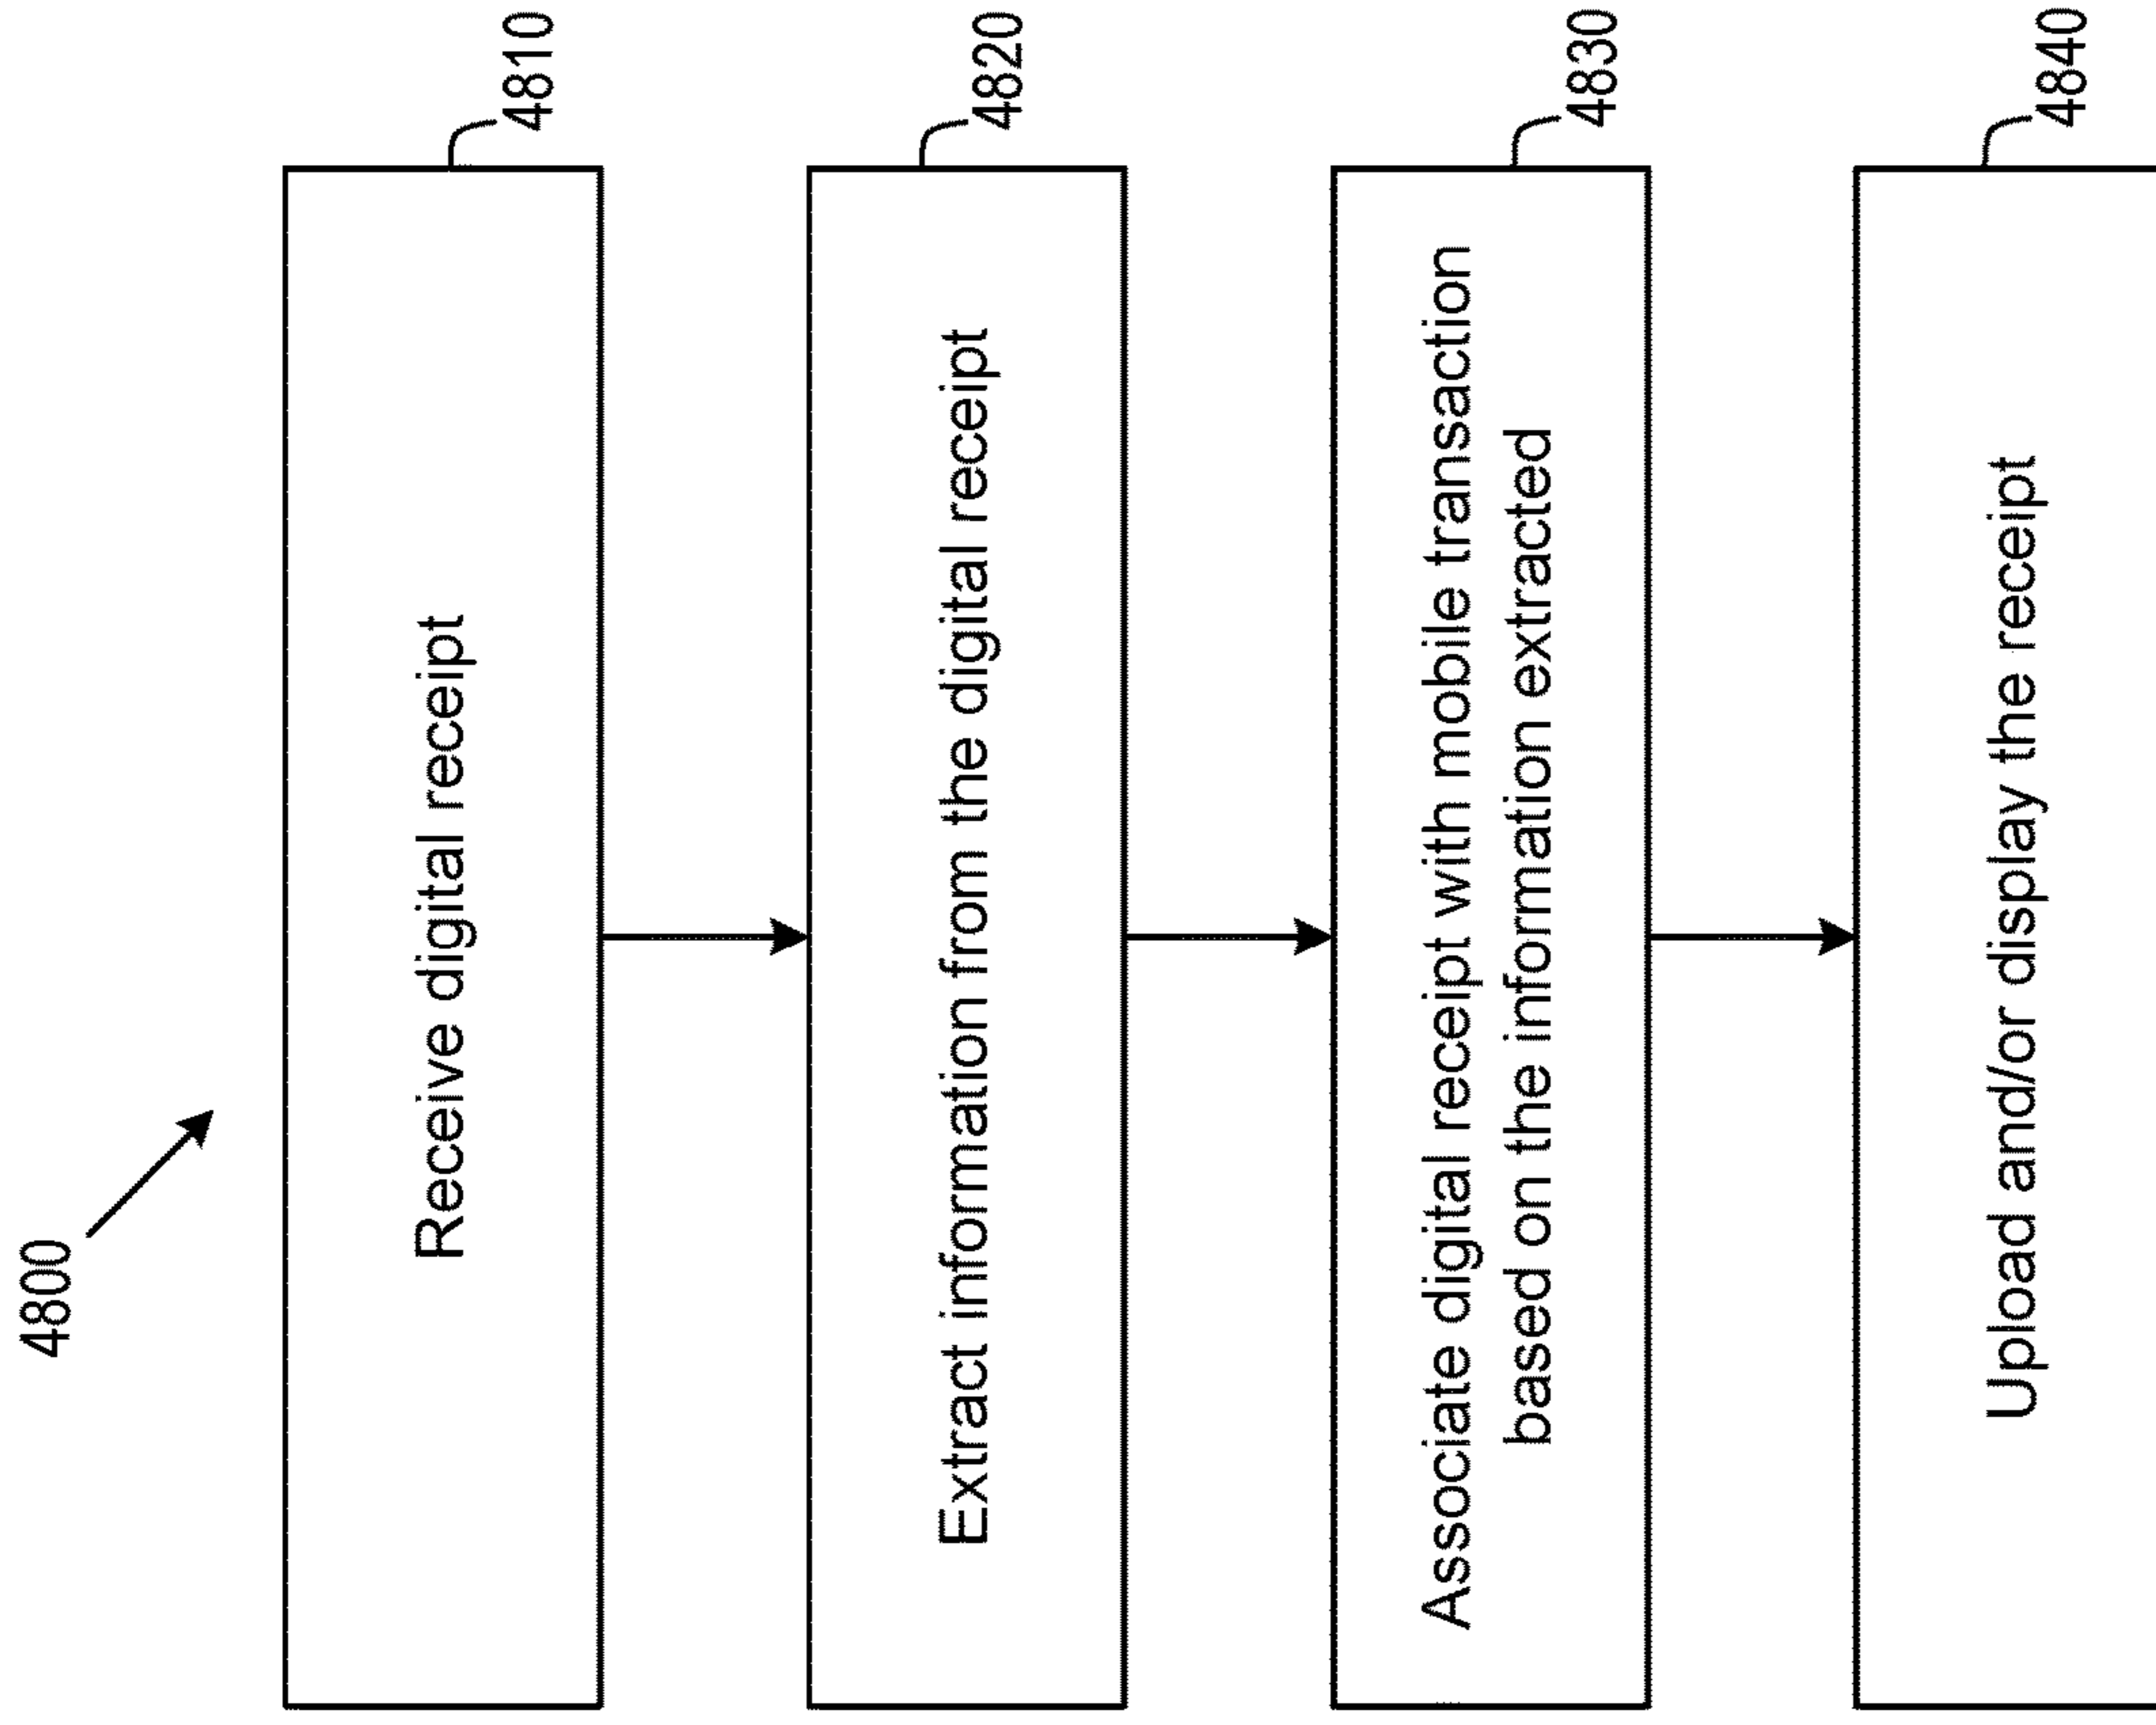 4800
Receive digital receipt
4810
Extract information from the digital receipt
4820
Associate digital receipt with mobile transaction
based on the information extracted
4830
Upload and/or display the receipt
4840